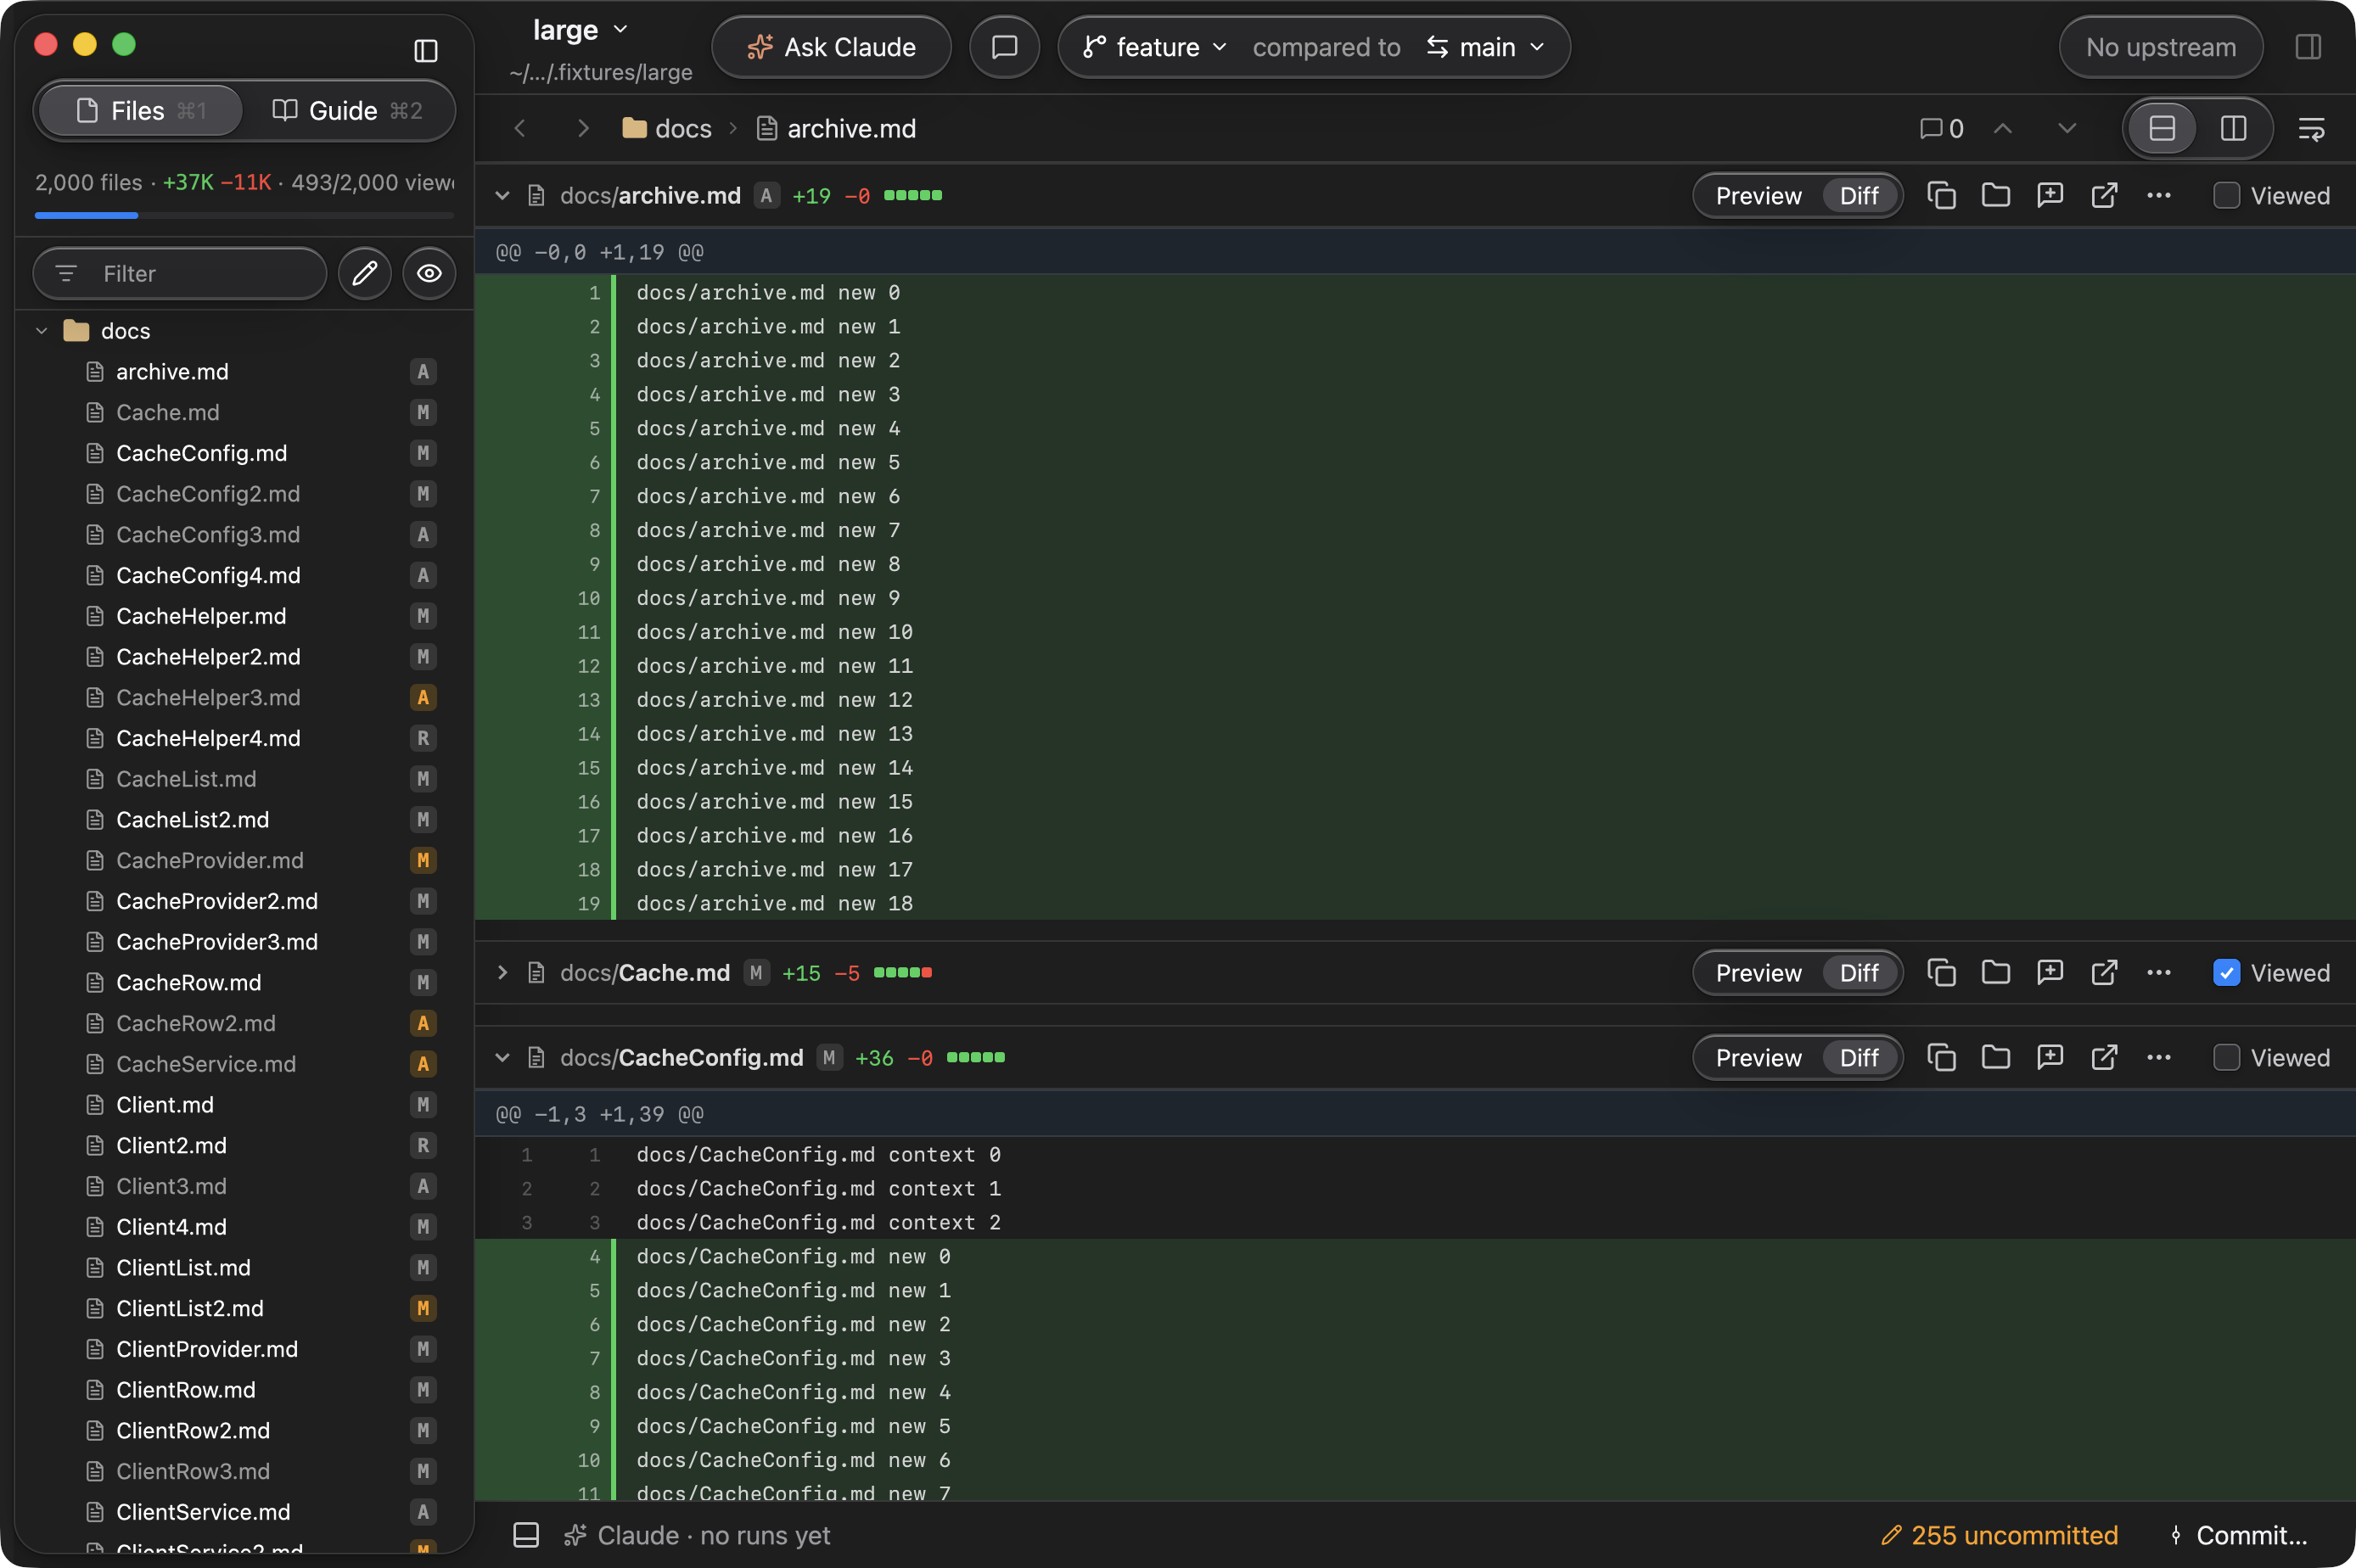 large
~/.../.fixtures/large
Ask Claude
feature compared to main
No upstream
Files ⌘1 Guide ⌘2
2,000 files · +37K −11K · 493/2,000 viewe
Filter
docs
archive.md A
Cache.md M
CacheConfig.md M
CacheConfig2.md M
CacheConfig3.md A
CacheConfig4.md A
CacheHelper.md M
CacheHelper2.md M
CacheHelper3.md A
CacheHelper4.md R
CacheList.md M
CacheList2.md M
CacheProvider.md M
CacheProvider2.md M
CacheProvider3.md M
CacheRow.md M
CacheRow2.md A
CacheService.md A
Client.md M
Client2.md R
Client3.md A
Client4.md M
ClientList.md M
ClientList2.md M
ClientProvider.md M
ClientRow.md M
ClientRow2.md M
ClientRow3.md M
ClientService.md A
ClientService2.md M
docs › archive.md
0
docs/archive.md A +19 −0
Preview Diff Viewed
@@ −0,0 +1,19 @@
1 docs/archive.md new 0
2 docs/archive.md new 1
3 docs/archive.md new 2
4 docs/archive.md new 3
5 docs/archive.md new 4
6 docs/archive.md new 5
7 docs/archive.md new 6
8 docs/archive.md new 7
9 docs/archive.md new 8
10 docs/archive.md new 9
11 docs/archive.md new 10
12 docs/archive.md new 11
13 docs/archive.md new 12
14 docs/archive.md new 13
15 docs/archive.md new 14
16 docs/archive.md new 15
17 docs/archive.md new 16
18 docs/archive.md new 17
19 docs/archive.md new 18
docs/Cache.md M +15 −5
Preview Diff Viewed
docs/CacheConfig.md M +36 −0
Preview Diff Viewed
@@ −1,3 +1,39 @@
1 1 docs/CacheConfig.md context 0
2 2 docs/CacheConfig.md context 1
3 3 docs/CacheConfig.md context 2
4 docs/CacheConfig.md new 0
5 docs/CacheConfig.md new 1
6 docs/CacheConfig.md new 2
7 docs/CacheConfig.md new 3
8 docs/CacheConfig.md new 4
9 docs/CacheConfig.md new 5
10 docs/CacheConfig.md new 6
11 docs/CacheConfig.md new 7
Claude · no runs yet
255 uncommitted
Commit...